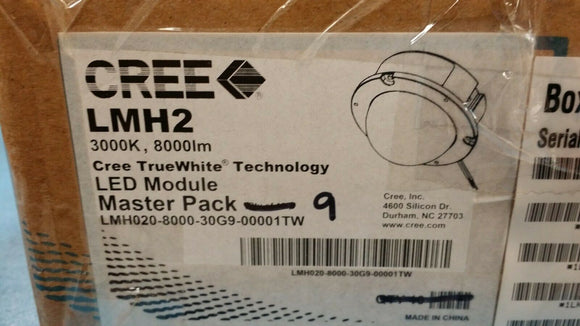 CREE
®
LMH2
3000K, 8000lm
Cree TrueWhite® Technology
LED Module
Master Pack 9
LMH020-8000-30G9-00001TW
Cree, Inc.
4600 Silicon Dr.
Durham, NC 27703
www.cree.com
LMH020-8000-30G9-00001TW
MADE IN CHINA
Box
Serial